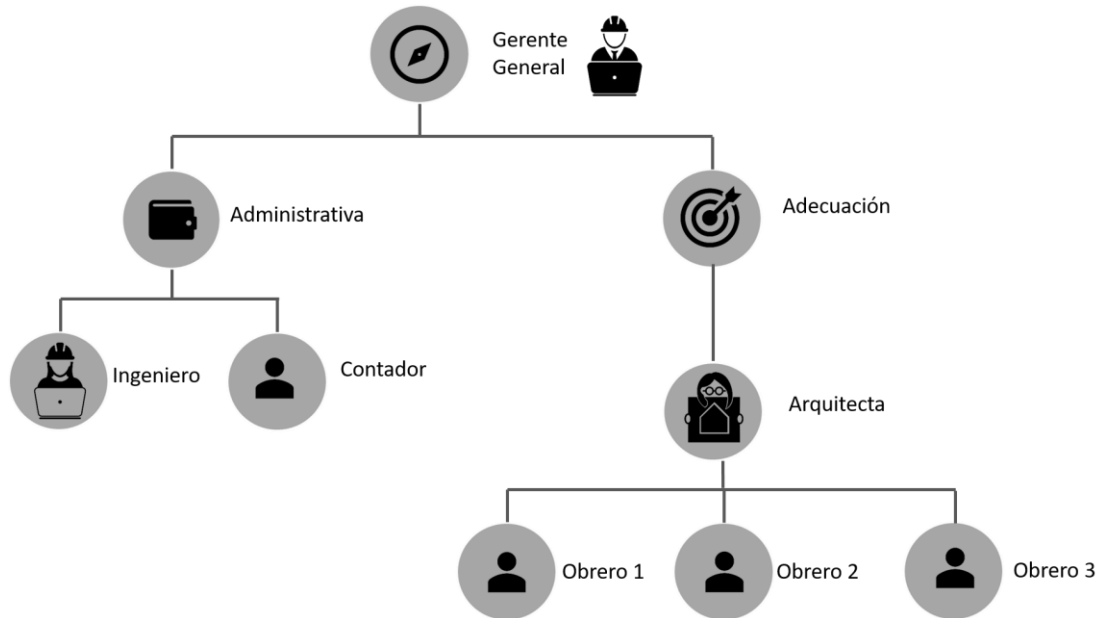 Gerente
General
Administrativa
Adecuación
Ingeniero
Contador
Arquitecta
Obrero 1
Obrero 2
Obrero 3